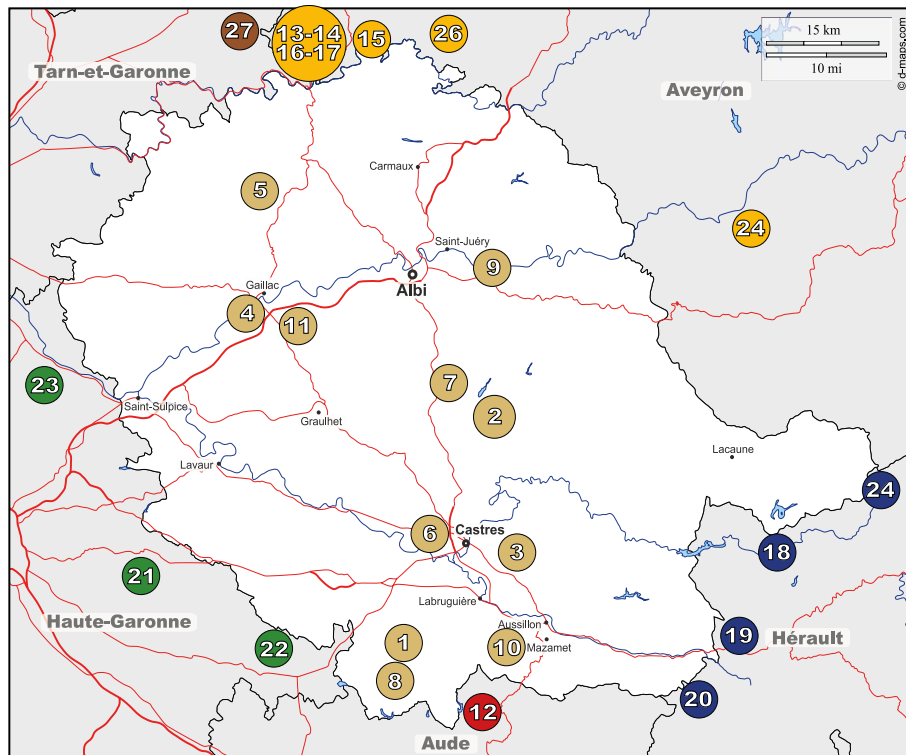 27
13-14
16-17
15
26
15 km
10 mi
© d-maps.com
Tarn-et-Garonne
Aveyron
Carmaux
5
24
Saint-Juéry
9
Albi
Gaillac
4
11
23
7
Saint-Sulpice
Graulhet
2
Lavaur
Lacaune
24
6
Castres
3
18
21
Labruguière
Haute-Garonne
Aussillon
19
Hérault
1
10
Mazamet
22
8
20
12
Aude